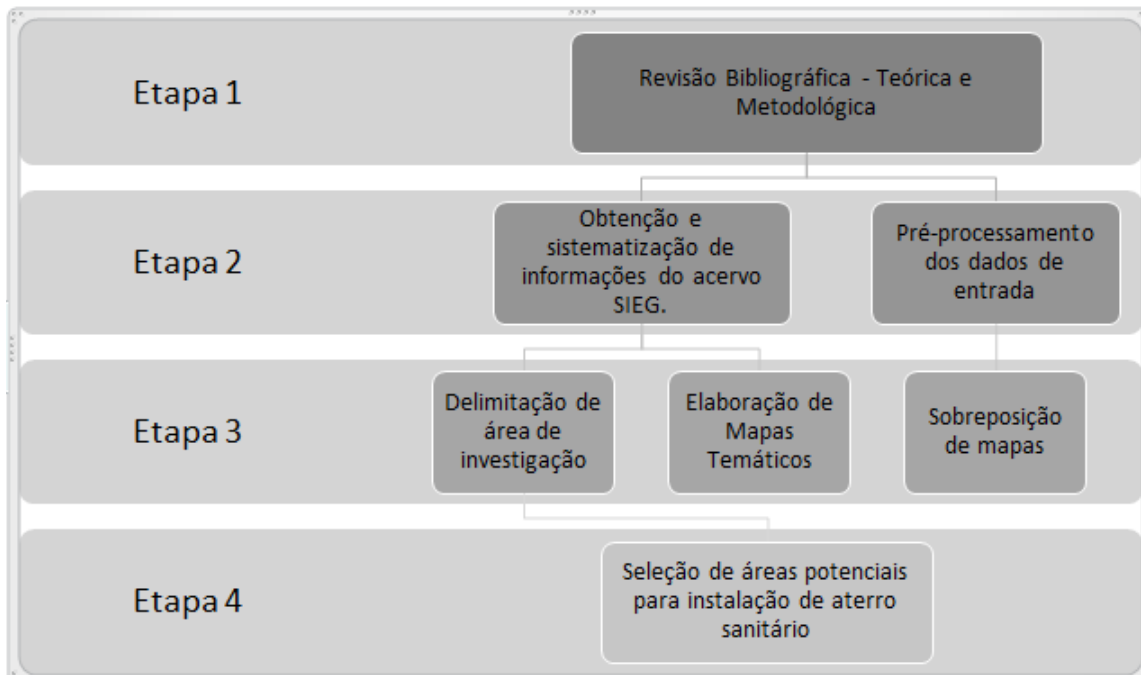 Etapa 1
Revisão Bibliográfica - Teórica e
Metodológica
Etapa 2
Obtenção e
sistematização de
informações do acervo
SIEG.
Pré-processamento
dos dados de
entrada
Etapa 3
Delimitação de
área de
investigação
Elaboração de
Mapas
Temáticos
Sobreposição
de mapas
Etapa 4
Seleção de áreas potenciais
para instalação de aterro
sanitário